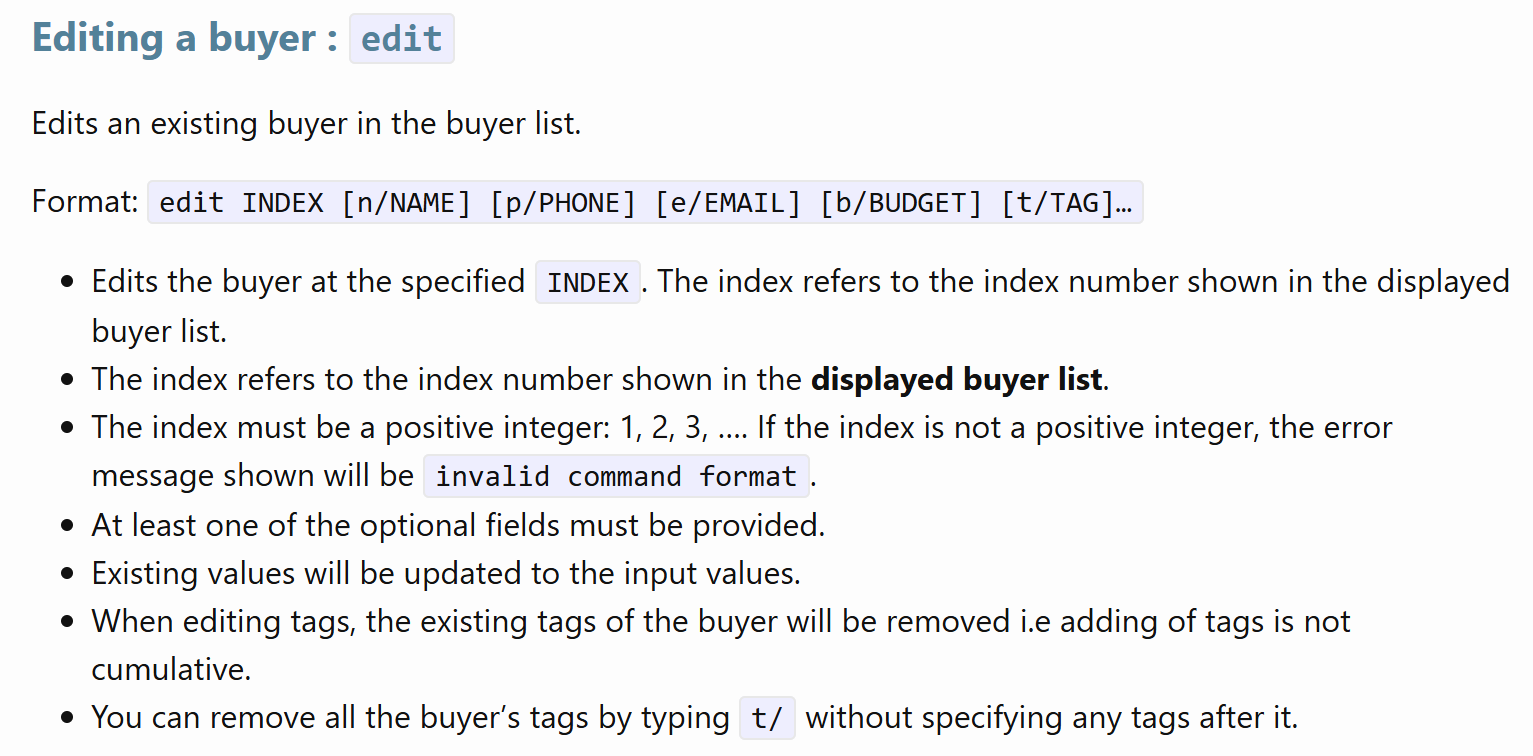 Editing a buyer : edit
Edits an existing buyer in the buyer list.
Format: edit INDEX [n/NAME] [p/PHONE] [e/EMAIL] [b/BUDGET] [t/TAG]…
• Edits the buyer at the specified INDEX. The index refers to the index number shown in the displayed
buyer list.
• The index refers to the index number shown in the displayed buyer list.
• The index must be a positive integer: 1, 2, 3, …. If the index is not a positive integer, the error
message shown will be invalid command format.
• At least one of the optional fields must be provided.
• Existing values will be updated to the input values.
• When editing tags, the existing tags of the buyer will be removed i.e adding of tags is not
cumulative.
• You can remove all the buyer’s tags by typing t/ without specifying any tags after it.